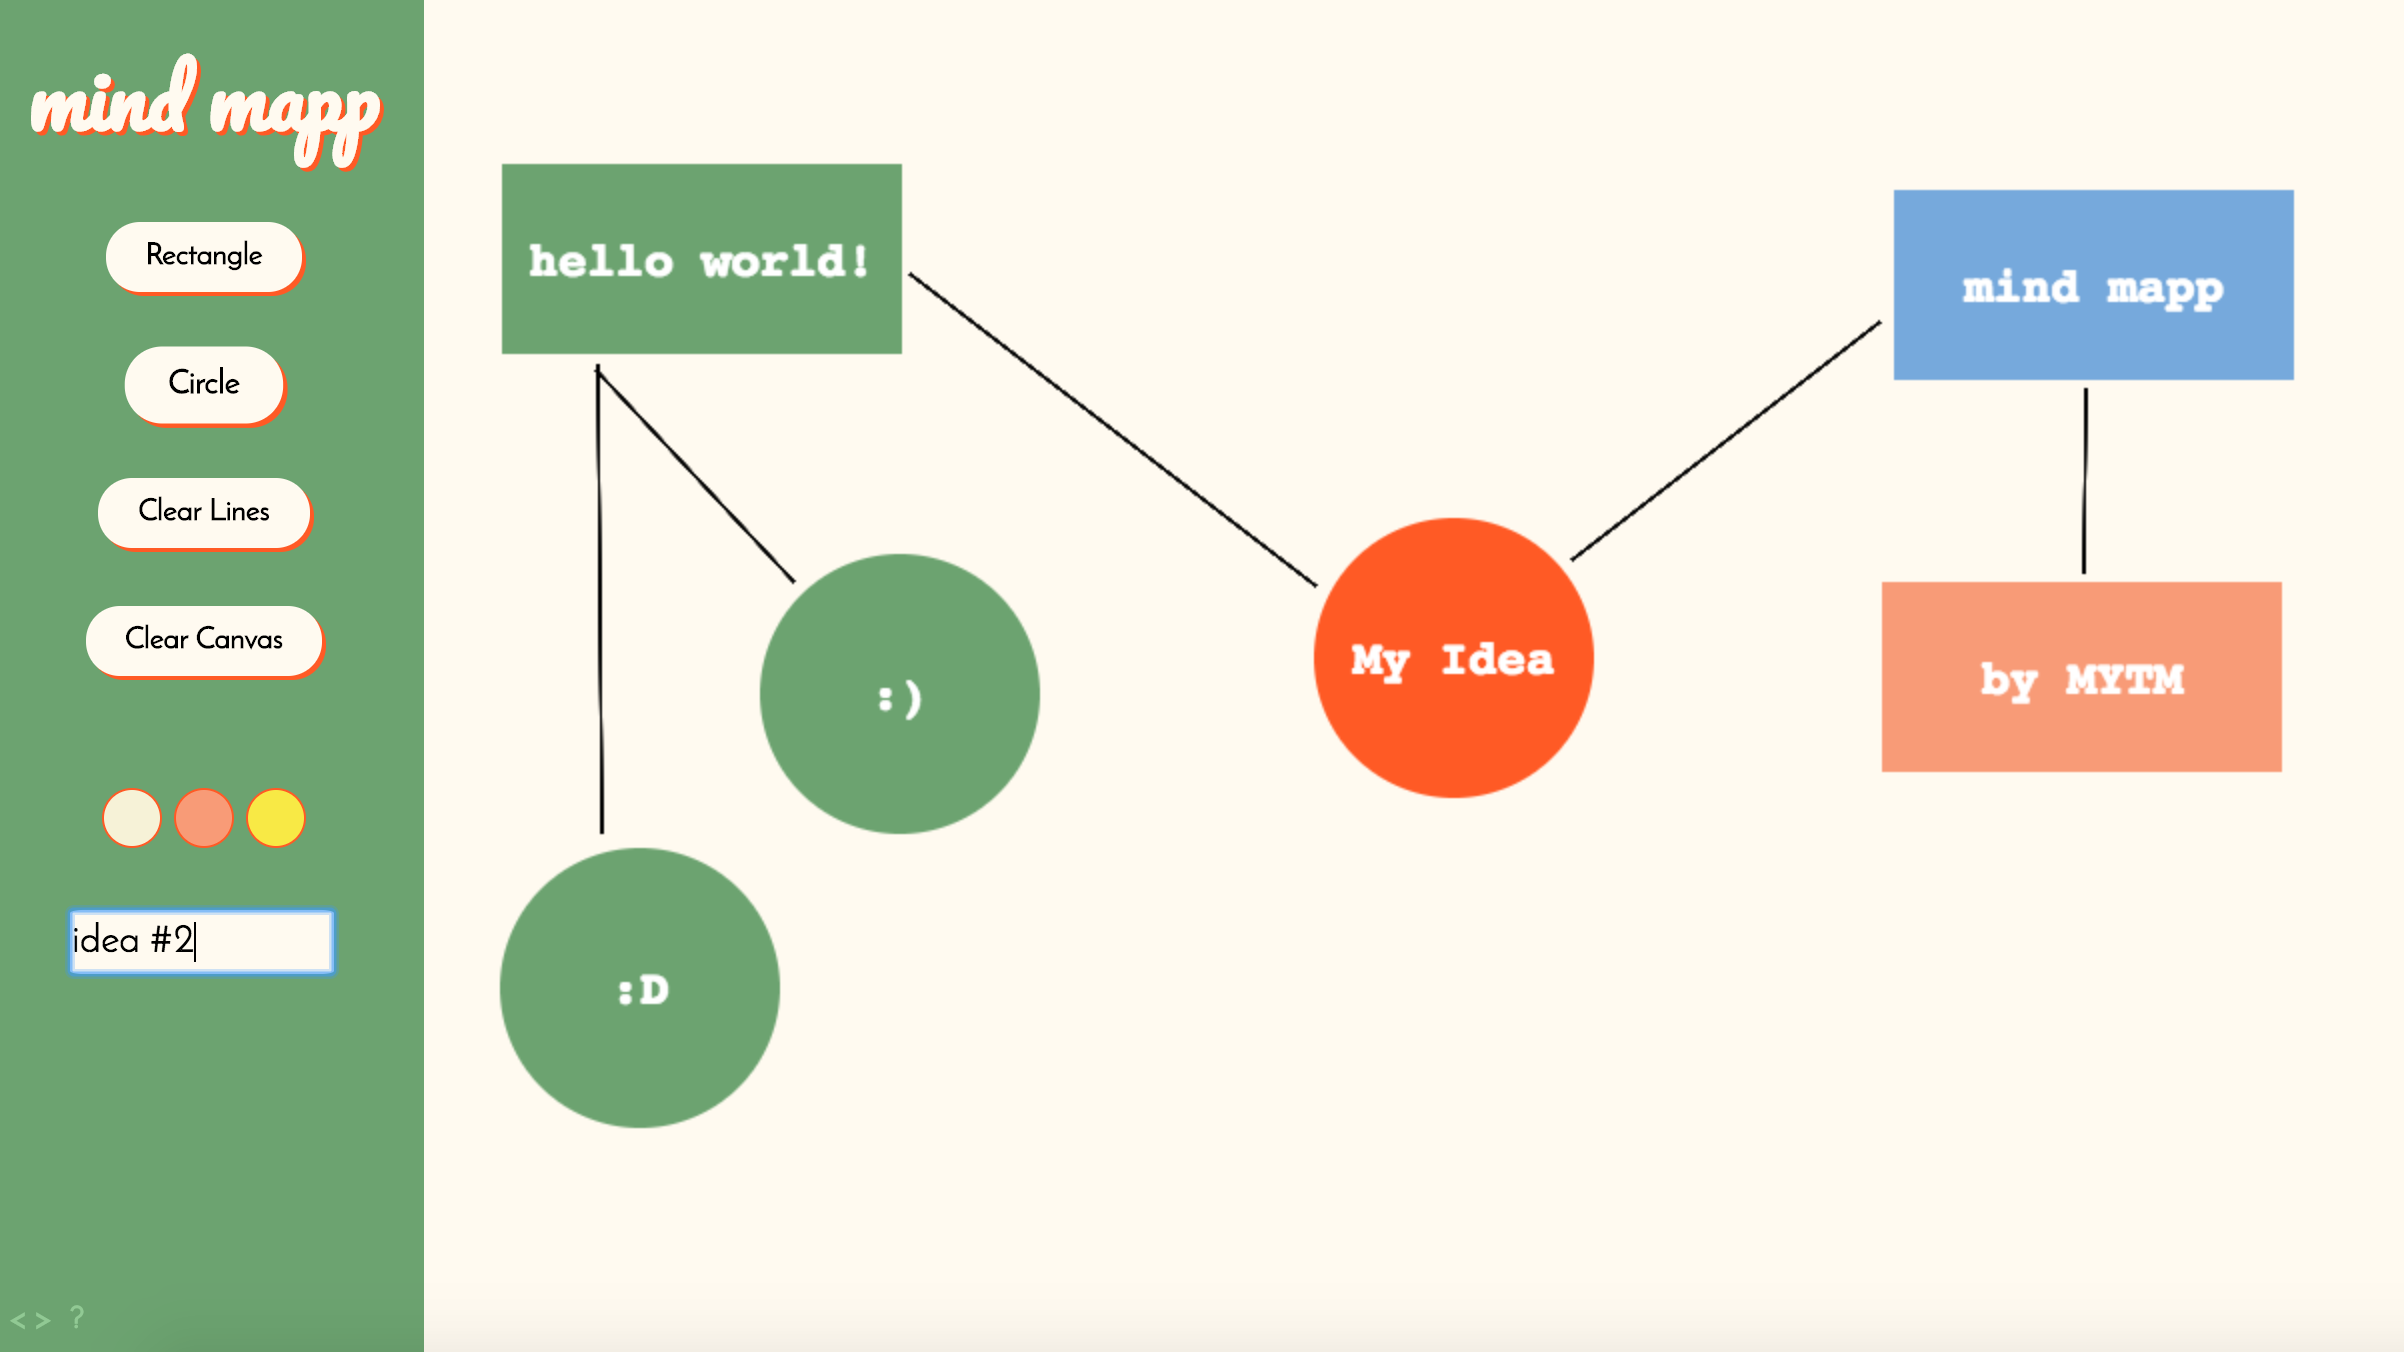 mind mapp
Rectangle
Circle
Clear Lines
Clear Canvas
idea #2
<> ?
hello world!
mind mapp
:)
My Idea
by MYTM
:D